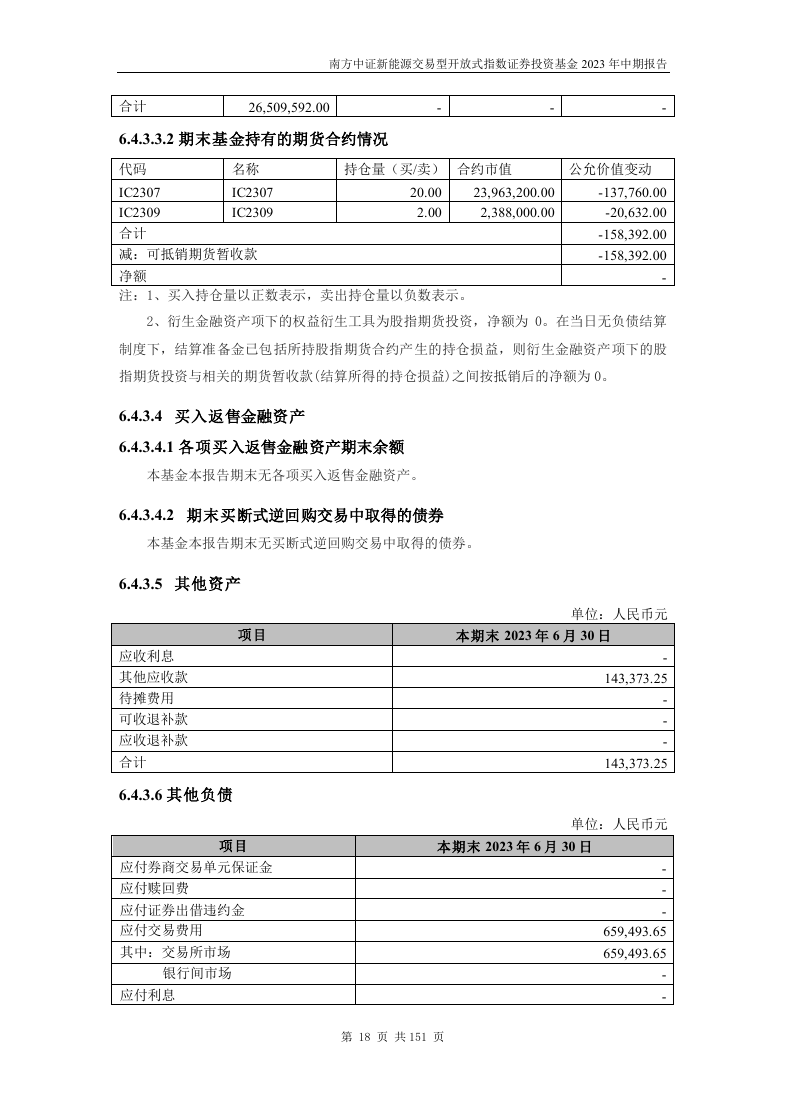 南方中证新能源交易型开放式指数证券投资基金 2023 年中期报告
合计 26,509,592.00 - - -
6.4.3.3.2 期末基金持有的期货合约情况
代码 名称 持仓量（买/卖） 合约市值 公允价值变动
IC2307 IC2307 20.00 23,963,200.00 -137,760.00
IC2309 IC2309 2.00 2,388,000.00 -20,632.00
合计 -158,392.00
减：可抵销期货暂收款 -158,392.00
净额 -
注：1、买入持仓量以正数表示，卖出持仓量以负数表示。
2、衍生金融资产项下的权益衍生工具为股指期货投资，净额为 0。在当日无负债结算
制度下，结算准备金已包括所持股指期货合约产生的持仓损益，则衍生金融资产项下的股
指期货投资与相关的期货暂收款(结算所得的持仓损益)之间按抵销后的净额为 0。
6.4.3.4 买入返售金融资产
6.4.3.4.1 各项买入返售金融资产期末余额
本基金本报告期末无各项买入返售金融资产。
6.4.3.4.2 期末买断式逆回购交易中取得的债券
本基金本报告期末无买断式逆回购交易中取得的债券。
6.4.3.5 其他资产
单位：人民币元
项目 本期末 2023 年 6 月 30 日
应收利息 -
其他应收款 143,373.25
待摊费用 -
可收退补款 -
应收退补款 -
合计 143,373.25
6.4.3.6 其他负债
单位：人民币元
项目 本期末 2023 年 6 月 30 日
应付券商交易单元保证金 -
应付赎回费 -
应付证券出借违约金 -
应付交易费用 659,493.65
其中：交易所市场 659,493.65
银行间市场 -
应付利息 -
第 18 页 共 151 页